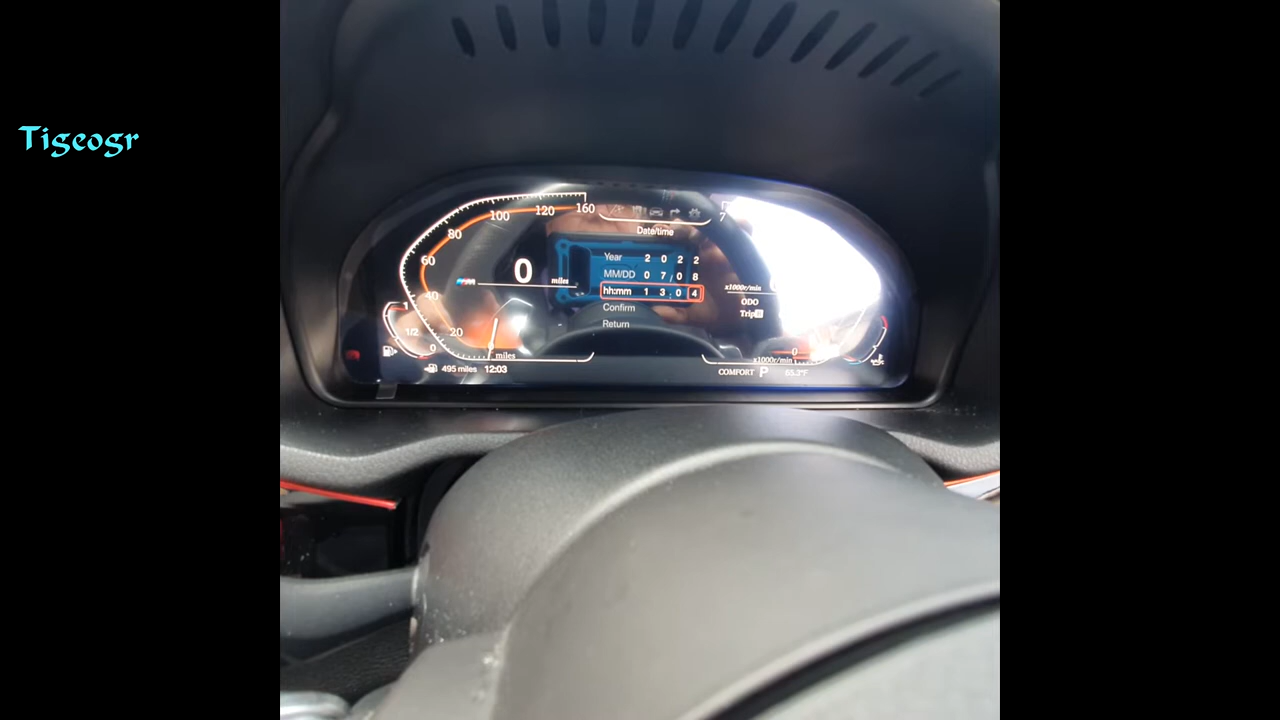 Tigeogr
160
120
100
80
60
40
20
0 miles
miles
1
1/2
0
495 miles 12:03
Date/time
Year 2 0 2 2
MM/DD 0 7 / 0 8
hh:mm 1 3 : 0 4
Confirm
Return
7
x1000r/min
ODO
Trip
0
x1000r/min
COMFORT P